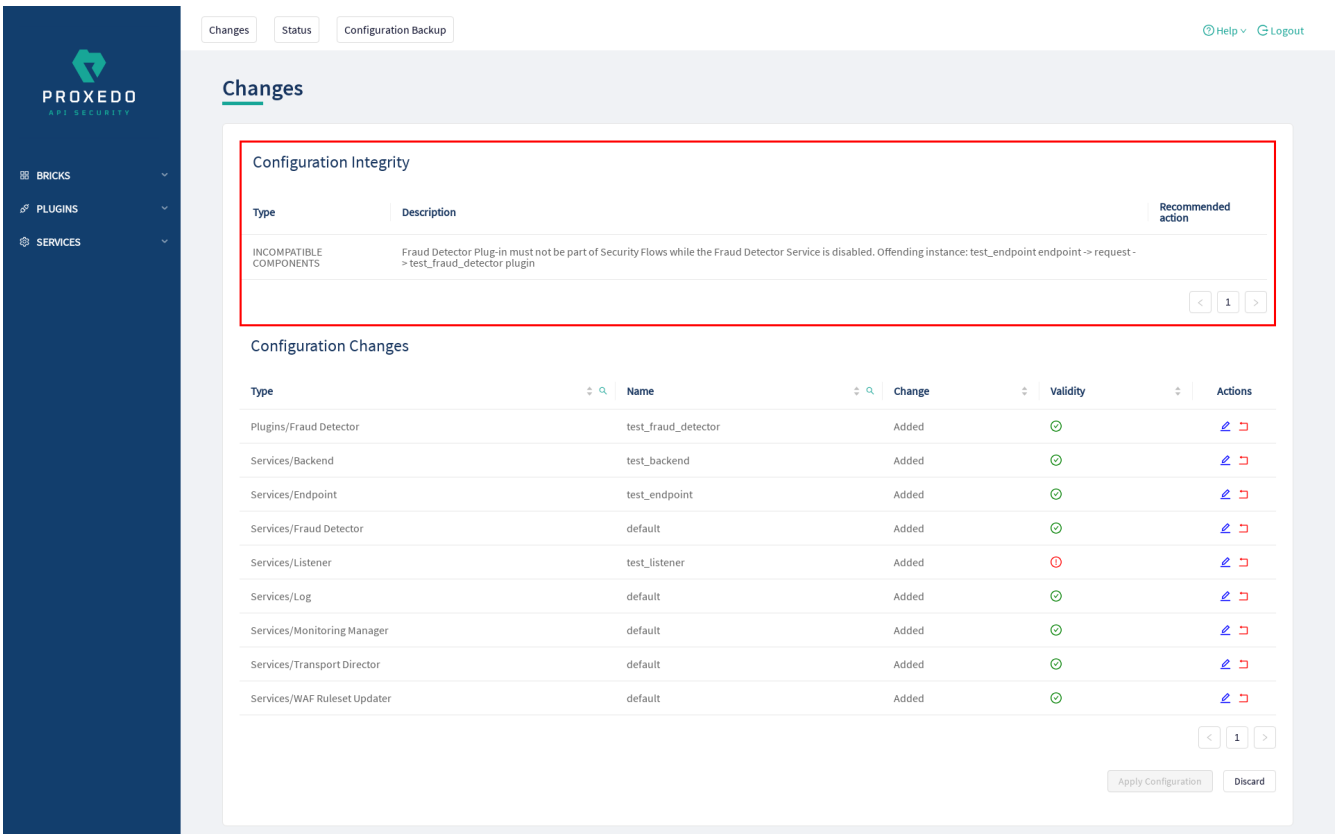 Changes Status Configuration Backup Help Logout
PROXEDO
API SECURITY
BRICKS
PLUGINS
SERVICES
Changes
Configuration Integrity
Type Description Recommended
action
INCOMPATIBLE Fraud Detector Plug-in must not be part of Security Flows while the Fraud Detector Service is disabled. Offending instance: test_endpoint endpoint -> request -
COMPONENTS > test_fraud_detector plugin
< 1 >
Configuration Changes
Type Name Change Validity Actions
Plugins/Fraud Detector test_fraud_detector Added
Services/Backend test_backend Added
Services/Endpoint test_endpoint Added
Services/Fraud Detector default Added
Services/Listener test_listener Added
Services/Log default Added
Services/Monitoring Manager default Added
Services/Transport Director default Added
Services/WAF Ruleset Updater default Added
< 1 >
Apply Configuration Discard